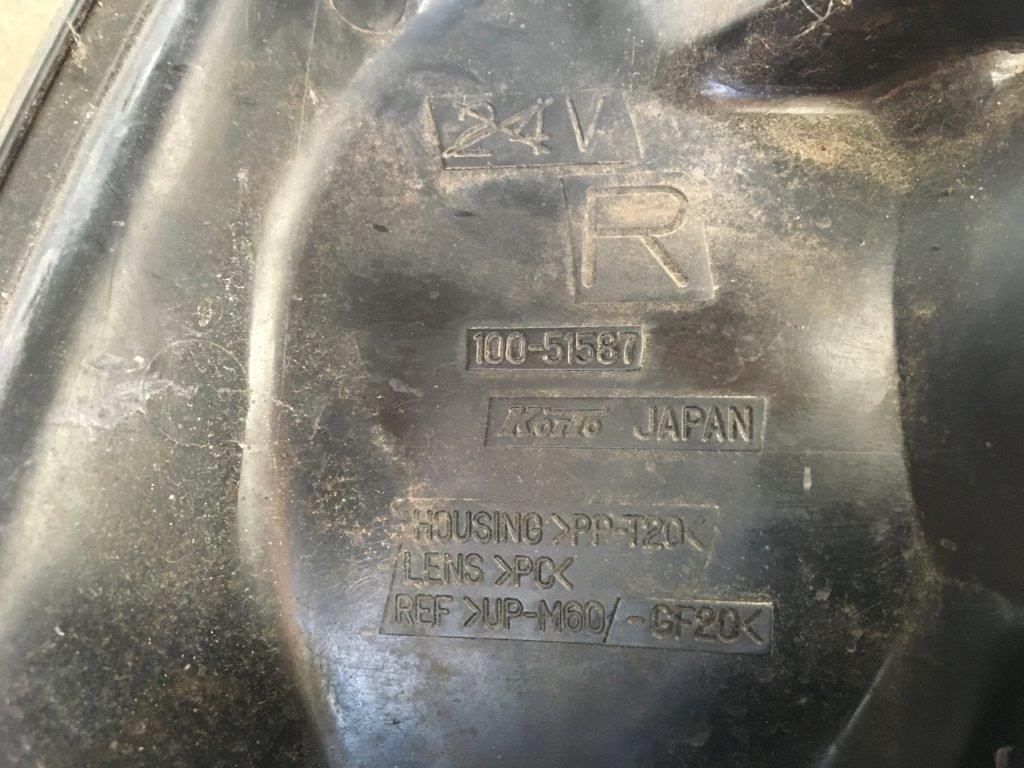 24V
R
100-51587
KOITO JAPAN
HOUSING >PP-T20<
LENS >PC<
REF >UP-M60/-GF20<